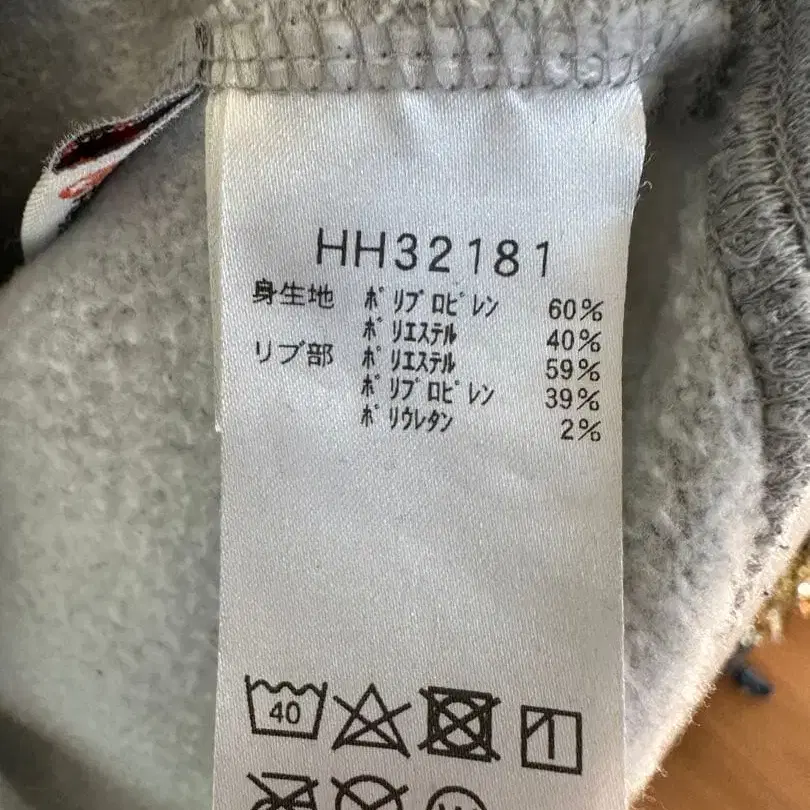 HH32181
身生地 ﾎﾟﾘﾌﾟﾛﾋﾟﾚﾝ 60%
ﾎﾟﾘｴｽﾃﾙ 40%
リブ部 ﾎﾟﾘｴｽﾃﾙ 59%
ﾎﾟﾘﾌﾟﾛﾋﾟﾚﾝ 39%
ﾎﾟﾘｳﾚﾀﾝ 2%
40